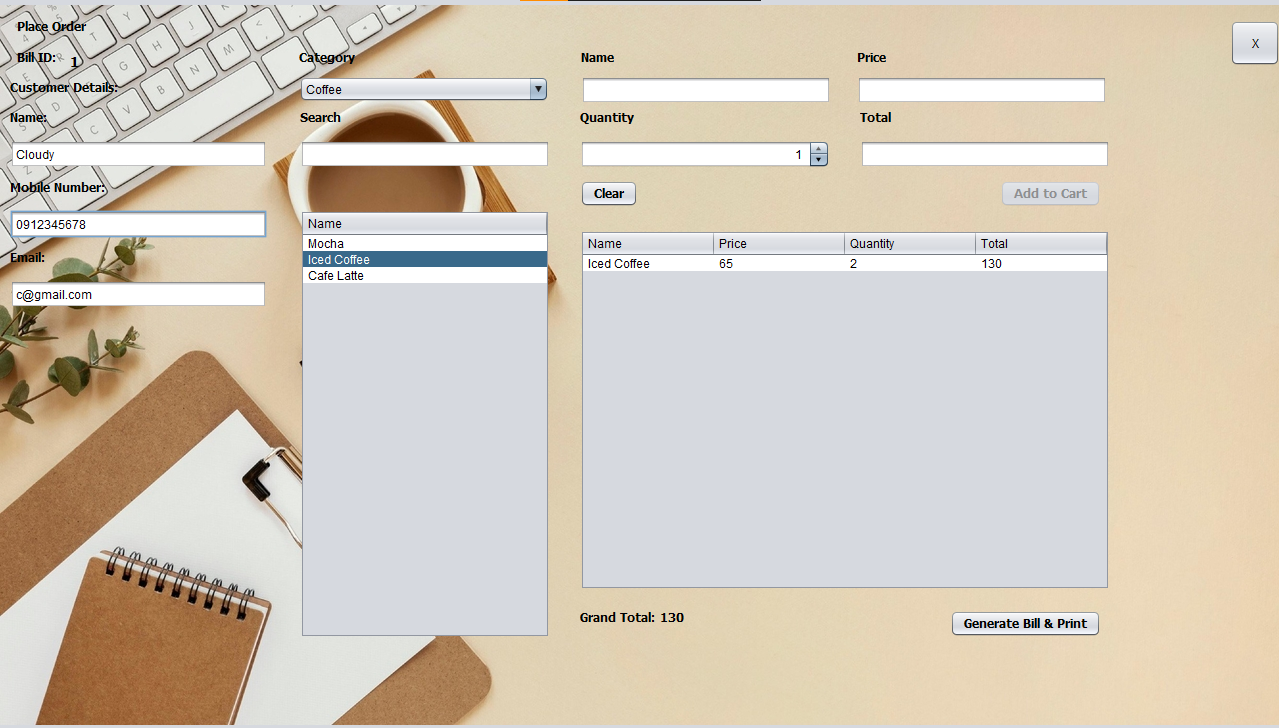 Place Order
Bill ID: 1
X
Customer Details:
Name:
Cloudy
Mobile Number:
0912345678
Email:
c@gmail.com
Category
Coffee
Search
Name
Mocha
Iced Coffee
Cafe Latte
Name
Price
Quantity
1
Total
Clear
Add to Cart
Name Price Quantity Total
Iced Coffee 65 2 130
Grand Total: 130
Generate Bill & Print